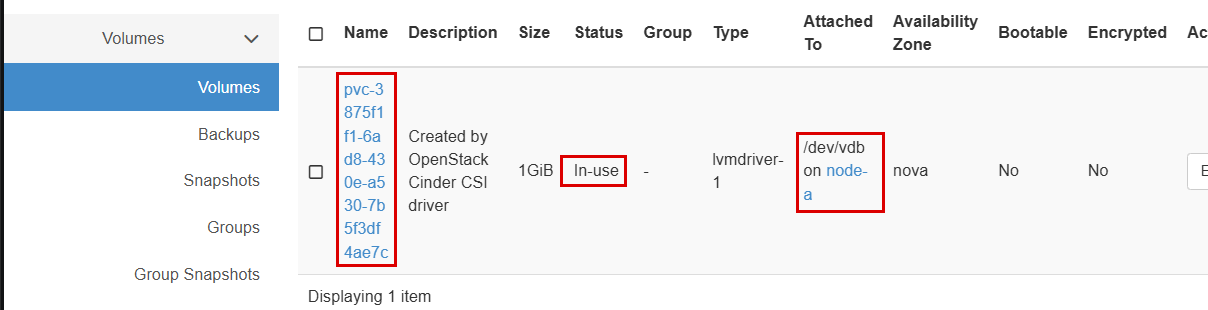 Volumes
Volumes
Backups
Snapshots
Groups
Group Snapshots
Name Description Size Status Group Type Attached To Availability Zone Bootable Encrypted Ac
pvc-3
875f1
f1-6a
d8-43
0e-a5
30-7b
5f3df
4ae7c
Created by
OpenStack
Cinder CSI
driver
1GiB
In-use
-
lvmdriver-
1
/dev/vdb
on node-
a
nova
No
No
E
Displaying 1 item